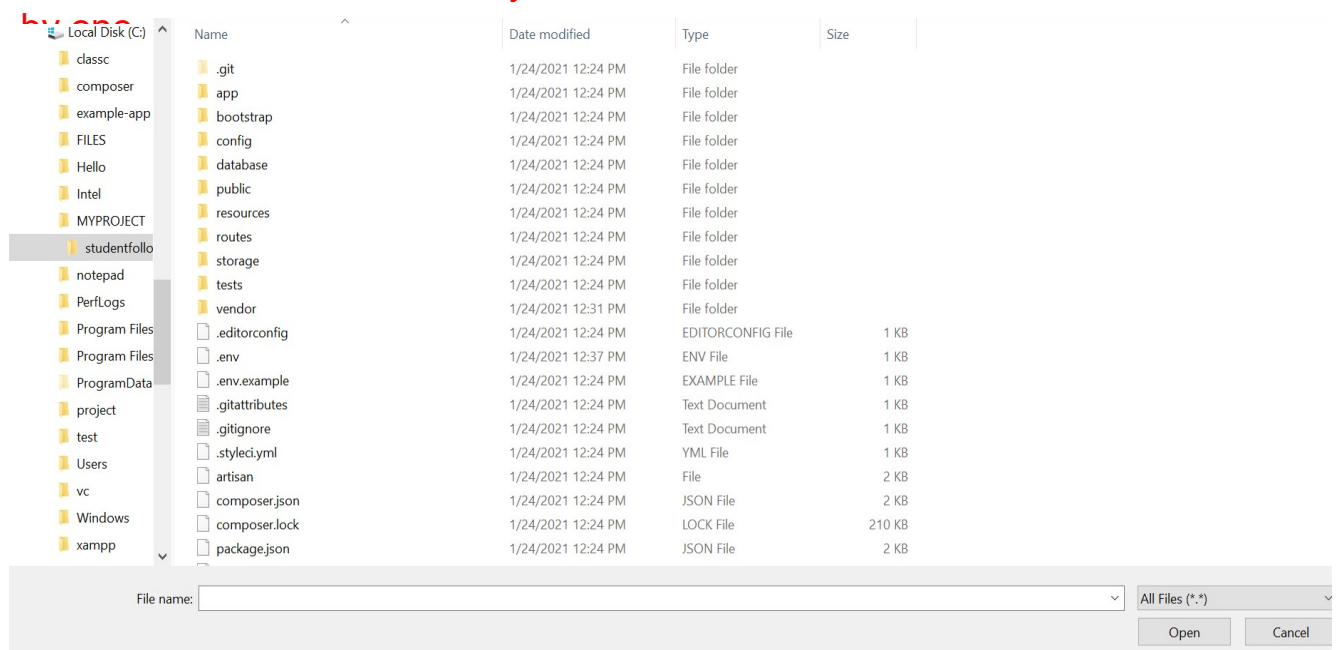 by one
Local Disk (C:)
classc
composer
example-app
FILES
Hello
Intel
MYPROJECT
studentfollo
notepad
PerfLogs
Program Files
Program Files
ProgramData
project
test
Users
vc
Windows
xampp
Name Date modified Type Size
.git 1/24/2021 12:24 PM File folder
app 1/24/2021 12:24 PM File folder
bootstrap 1/24/2021 12:24 PM File folder
config 1/24/2021 12:24 PM File folder
database 1/24/2021 12:24 PM File folder
public 1/24/2021 12:24 PM File folder
resources 1/24/2021 12:24 PM File folder
routes 1/24/2021 12:24 PM File folder
storage 1/24/2021 12:24 PM File folder
tests 1/24/2021 12:24 PM File folder
vendor 1/24/2021 12:31 PM File folder
.editorconfig 1/24/2021 12:24 PM EDITORCONFIG File 1 KB
.env 1/24/2021 12:37 PM ENV File 1 KB
.env.example 1/24/2021 12:24 PM EXAMPLE File 1 KB
.gitattributes 1/24/2021 12:24 PM Text Document 1 KB
.gitignore 1/24/2021 12:24 PM Text Document 1 KB
.styleci.yml 1/24/2021 12:24 PM YML File 1 KB
artisan 1/24/2021 12:24 PM File 2 KB
composer.json 1/24/2021 12:24 PM JSON File 2 KB
composer.lock 1/24/2021 12:24 PM LOCK File 210 KB
package.json 1/24/2021 12:24 PM JSON File 2 KB
File name: All Files (*.*)
Open Cancel